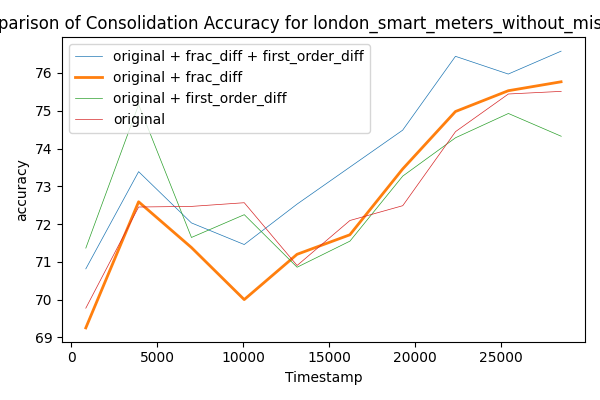 parison of Consolidation Accuracy for london_smart_meters_without_mis
original + frac_diff + first_order_diff
original + frac_diff
original + first_order_diff
original
76
75
74
73
72
71
70
69
accuracy
0 5000 10000 15000 20000 25000
Timestamp